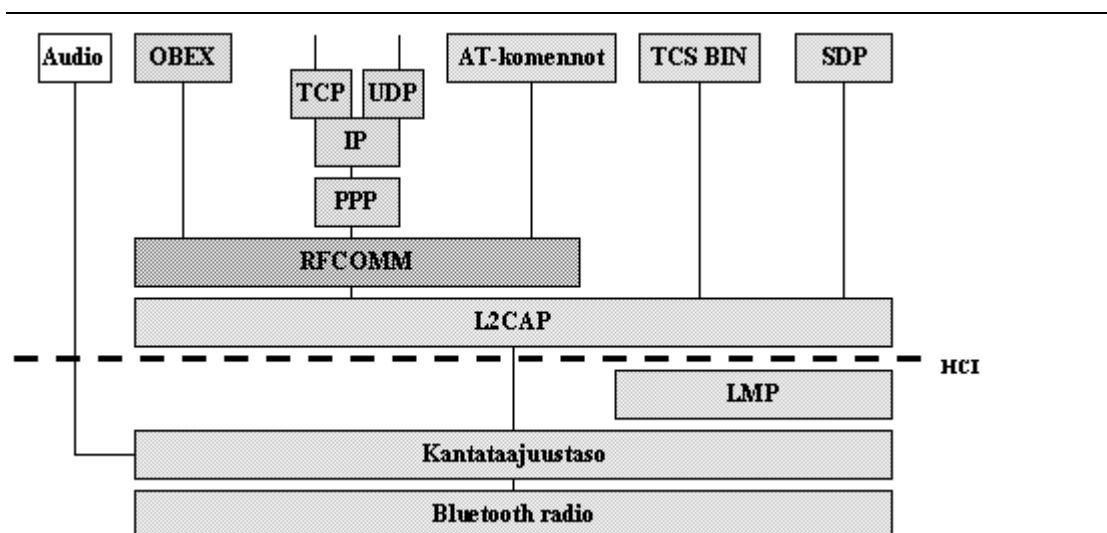 Audio
OBEX
AT-komennot
TCS BIN
SDP
TCP
UDP
IP
PPP
RFCOMM
L2CAP
HCI
LMP
Kantataajuustaso
Bluetooth radio